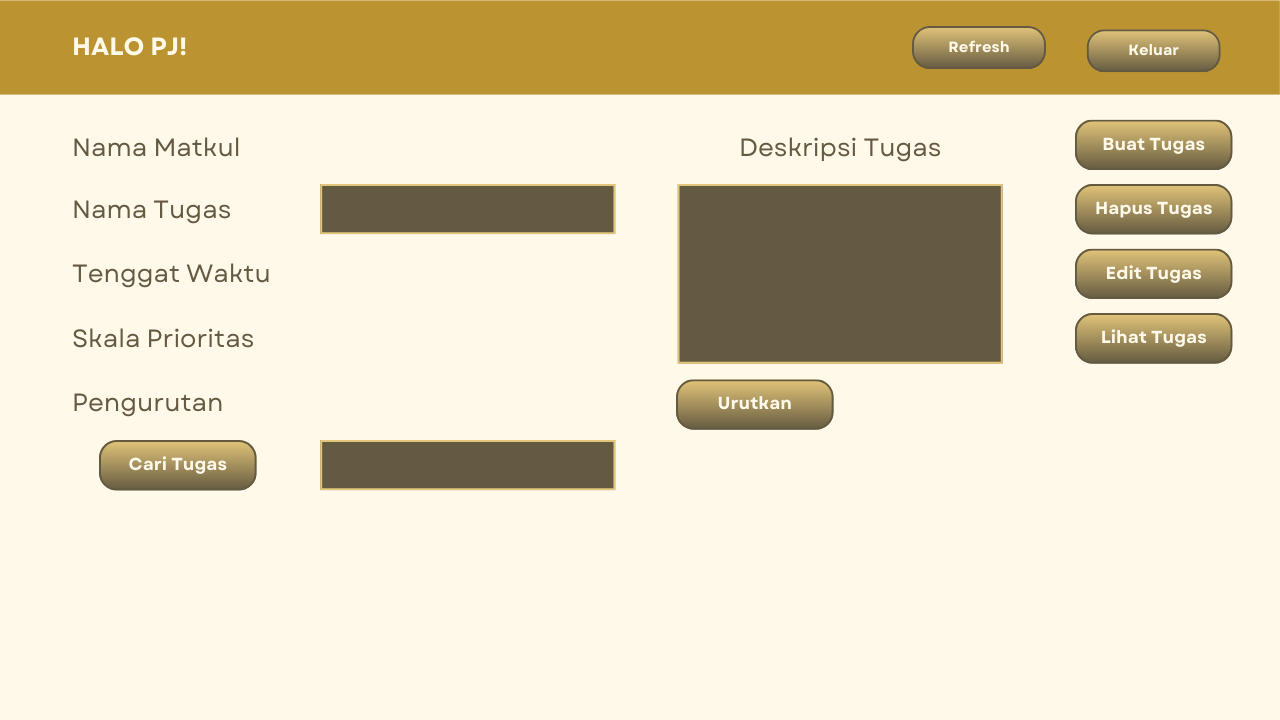 HALO PJ!
Refresh
Keluar
Nama Matkul
Deskripsi Tugas
Buat Tugas
Nama Tugas
Hapus Tugas
Tenggat Waktu
Edit Tugas
Skala Prioritas
Lihat Tugas
Pengurutan
Urutkan
Cari Tugas